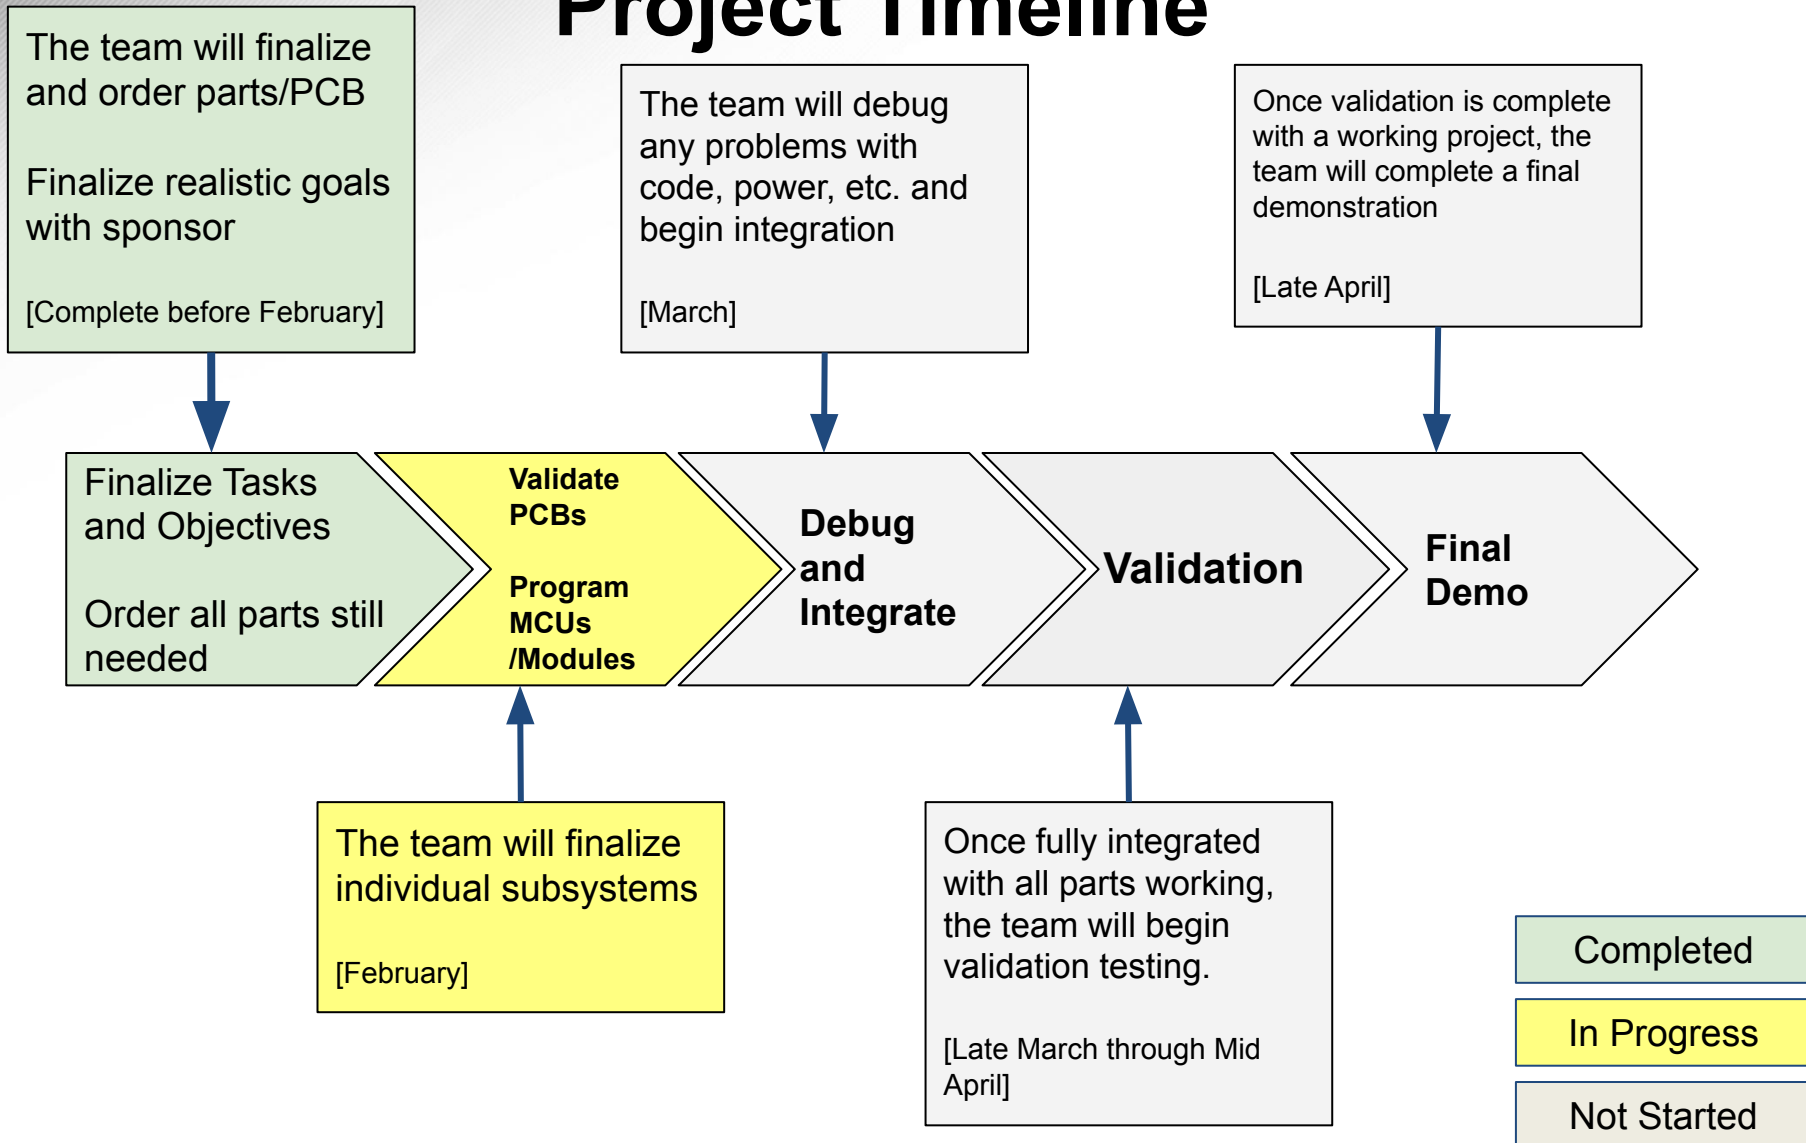 Project Timeline
The team will finalize
and order parts/PCB
Finalize realistic goals
with sponsor
[Complete before February]
The team will debug
any problems with
code, power, etc. and
begin integration
[March]
Once validation is complete
with a working project, the
team will complete a final
demonstration
[Late April]
Finalize Tasks
and Objectives
Order all parts still
needed
Validate
PCBs
Program
MCUs
/Modules
Debug
and
Integrate
Validation
Final
Demo
The team will finalize
individual subsystems
[February]
Once fully integrated
with all parts working,
the team will begin
validation testing.
[Late March through Mid
April]
Completed
In Progress
Not Started